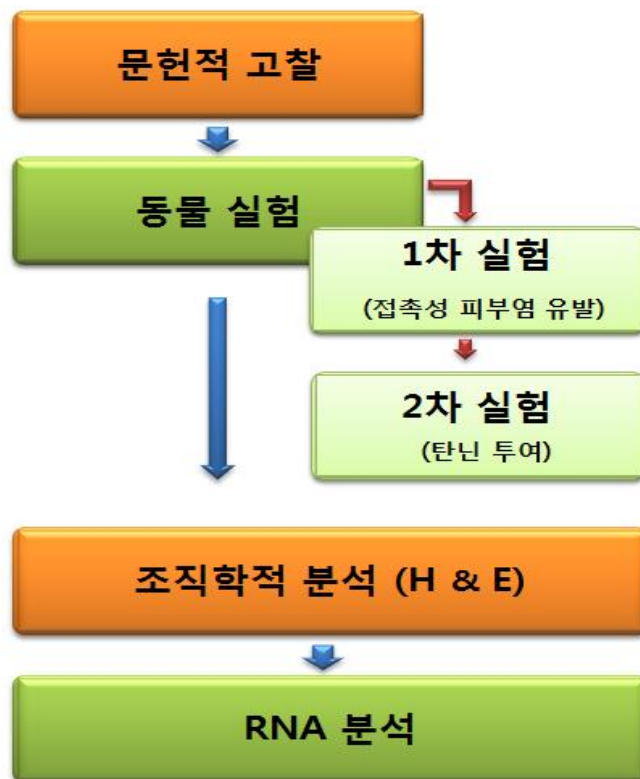 문헌적 고찰
동물 실험
1차 실험
(접촉성 피부염 유발)
2차 실험
(탄닌 투여)
조직학적 분석 (H & E)
RNA 분석